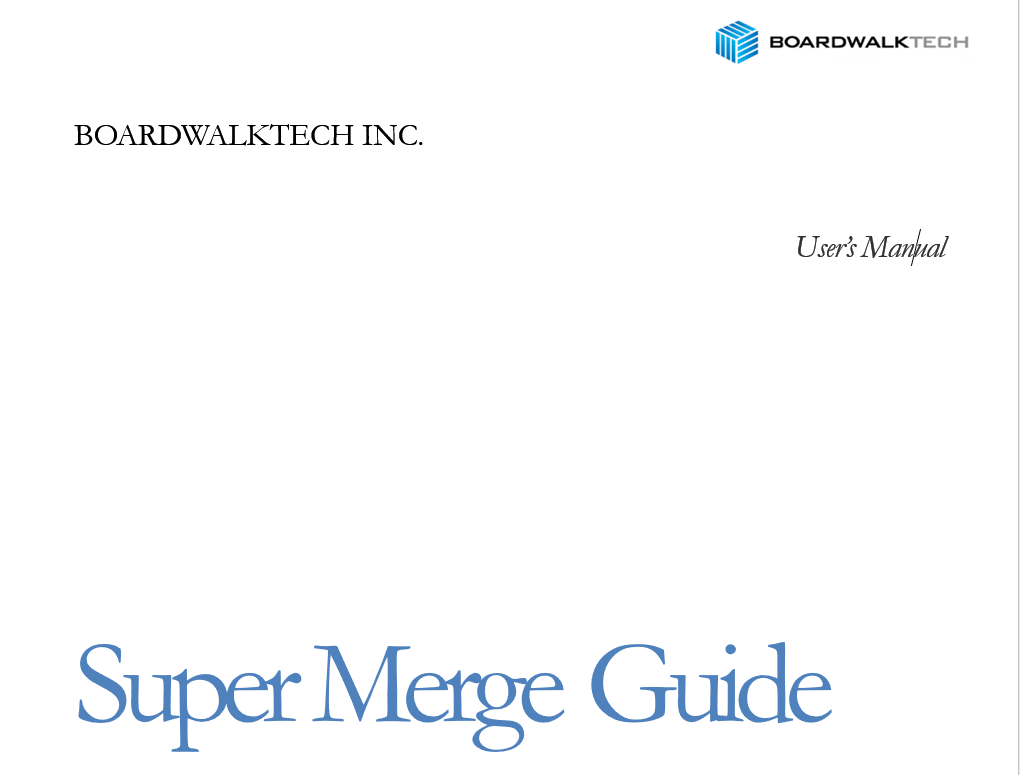 BOARDWALKTECH
BOARDWALKTECH INC.
User's Manual
Super Merge Guide